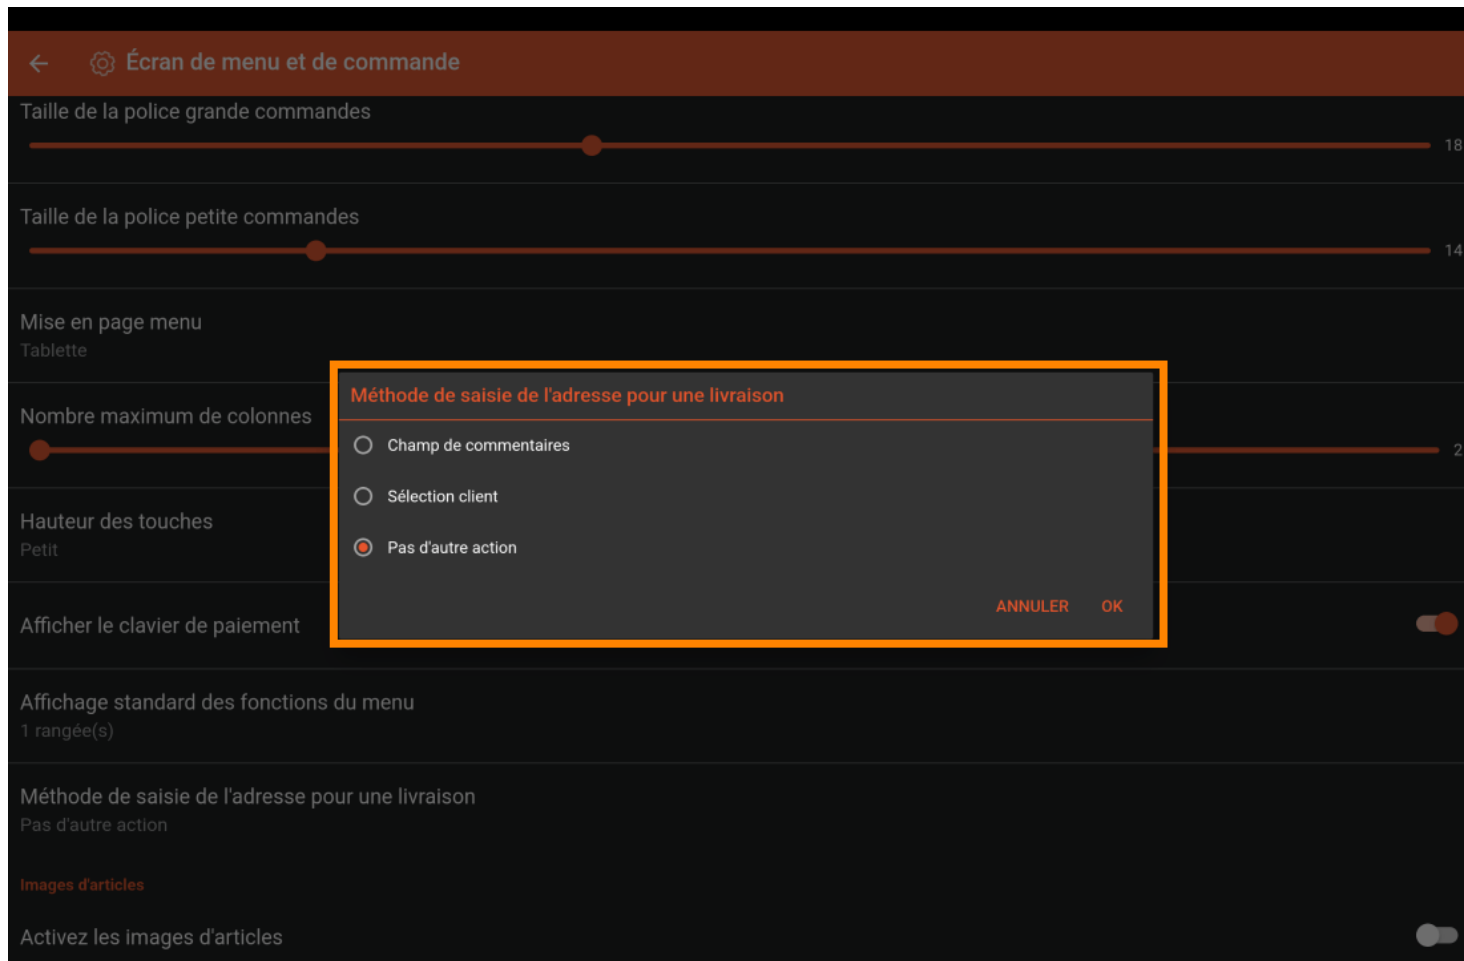 Écran de menu et de commande
Taille de la police grande commandes
18
Taille de la police petite commandes
14
Mise en page menu
Tablette
Nombre maximum de colonnes
2
Hauteur des touches
Petit
Afficher le clavier de paiement
Méthode de saisie de l'adresse pour une livraison
Champ de commentaires
Sélection client
Pas d'autre action
ANNULER OK
Affichage standard des fonctions du menu
1 rangée(s)
Méthode de saisie de l'adresse pour une livraison
Pas d'autre action
Images d'articles
Activez les images d'articles